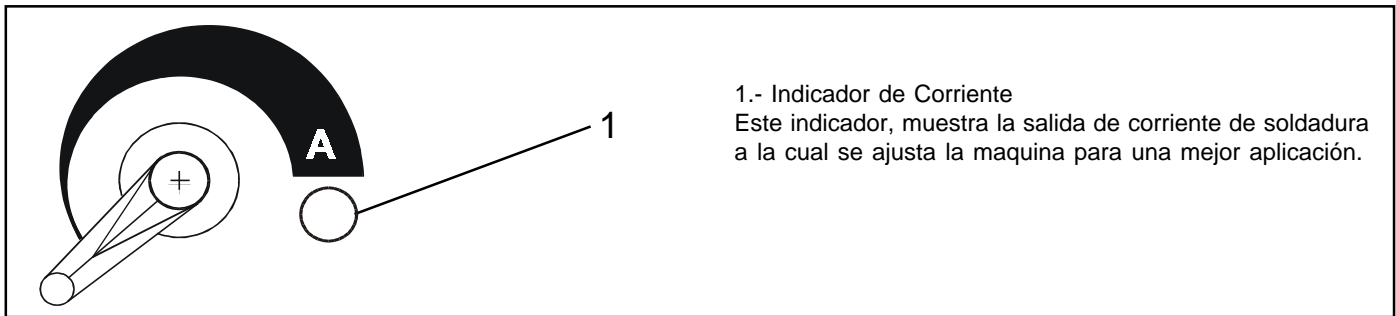 A
1
1.- Indicador de Corriente
Este indicador, muestra la salida de corriente de soldadura
a la cual se ajusta la maquina para una mejor aplicación.